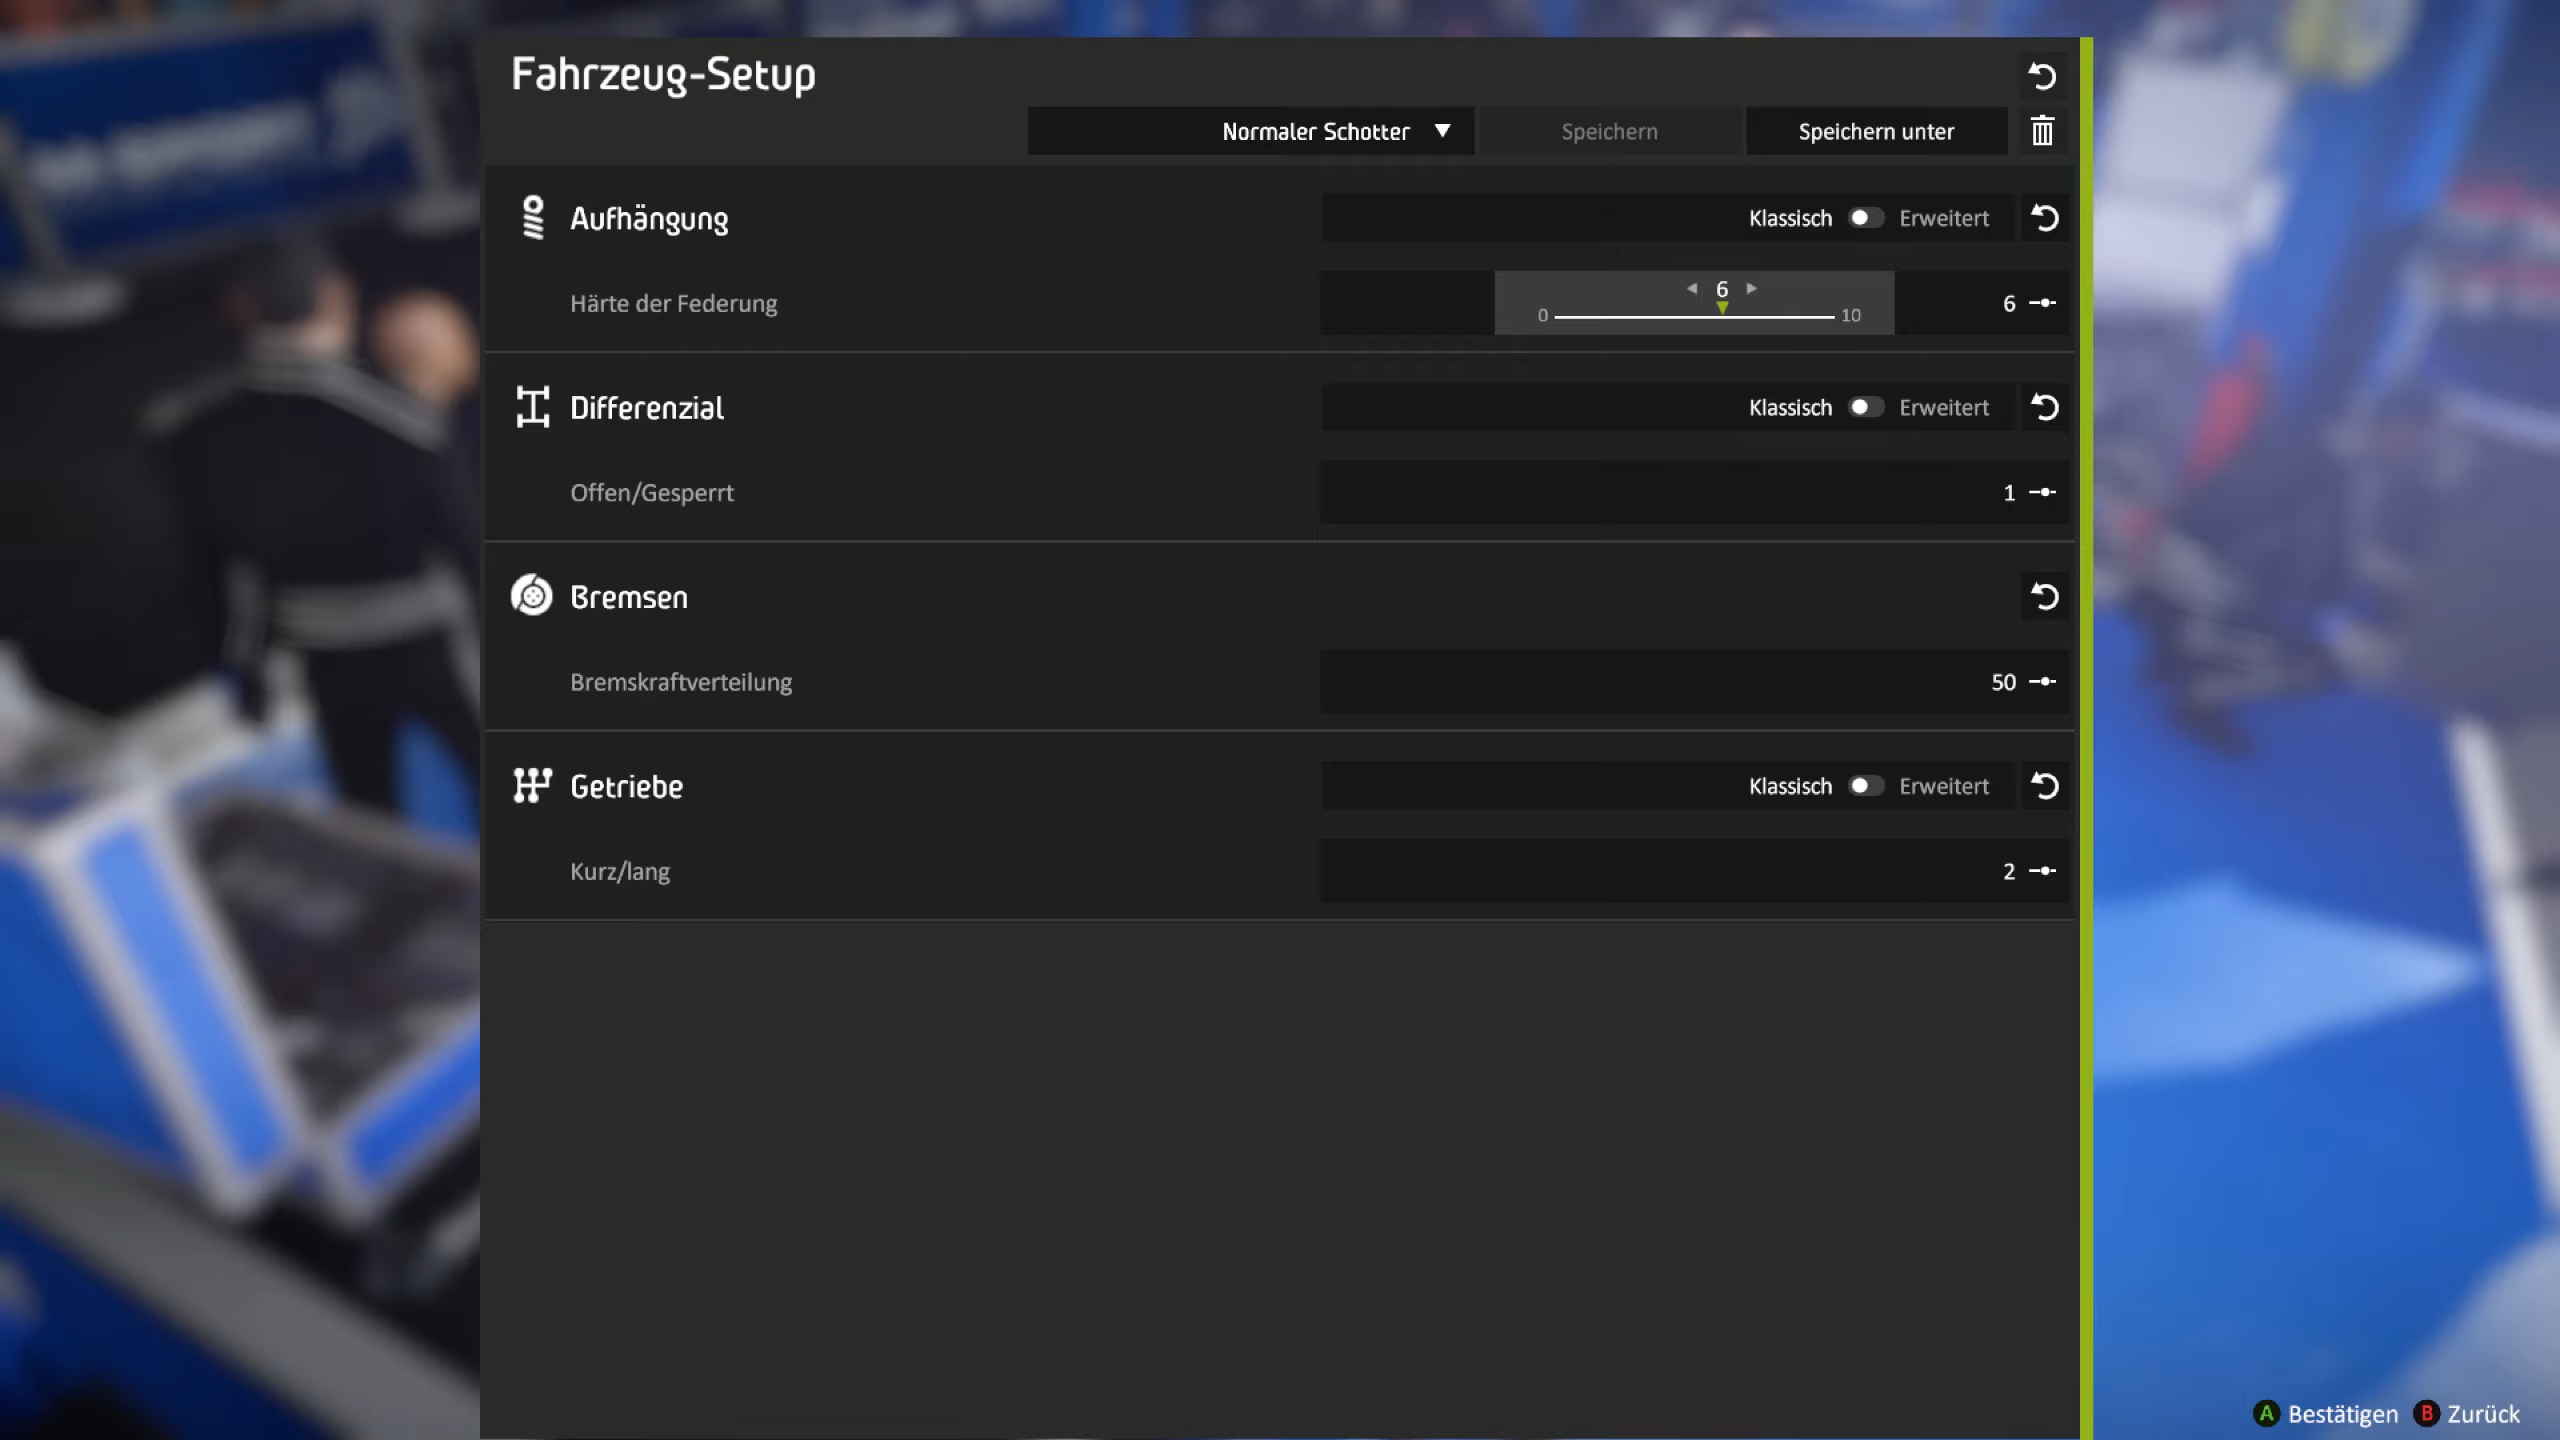 Fahrzeug-Setup
Normaler Schotter
Speichern
Speichern unter
Aufhängung
Klassisch
Erweitert
Härte der Federung
6
0
10
6
Differenzial
Klassisch
Erweitert
Offen/Gesperrt
1
Bremsen
Bremskraftverteilung
50
Getriebe
Klassisch
Erweitert
Kurz/lang
2
A Bestätigen B Zurück